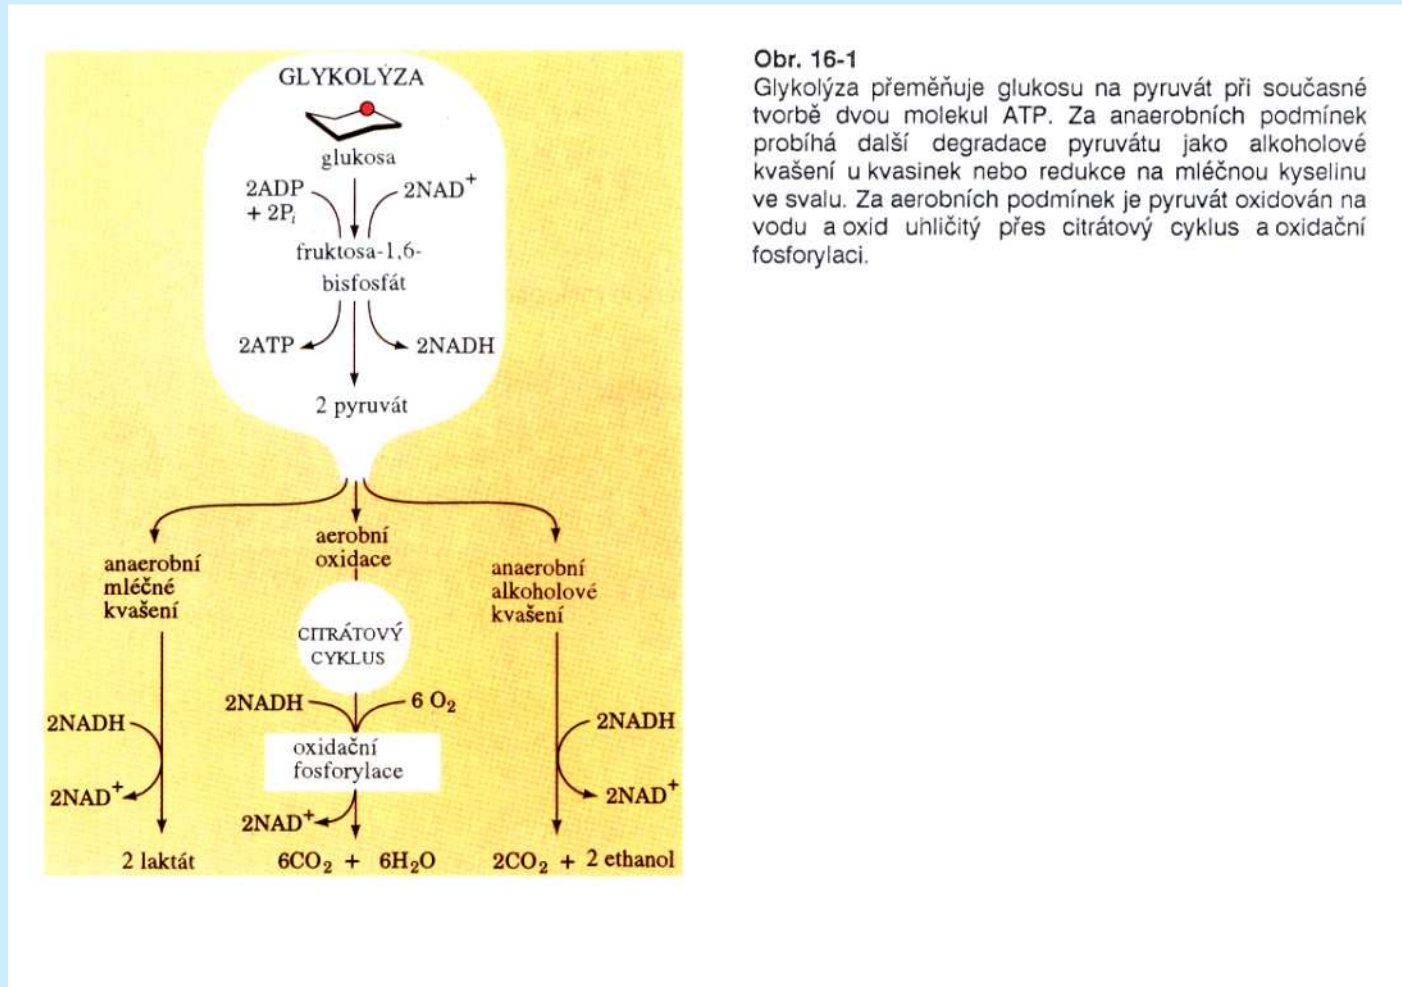 GLYKOLÝZA
glukosa
2ADP
+ 2Pi
2NAD+
fruktosa-1,6-
bisfosfát
2ATP
2NADH
2 pyruvát
anaerobní
mléčné
kvašení
aerobní
oxidace
anaerobní
alkoholové
kvašení
CITRÁTOVÝ
CYKLUS
2NADH
6 O2
2NADH
2NADH
oxidační
fosforylace
2NAD+
2NAD+
2NAD+
2 laktát
6CO2 + 6H2O
2CO2 + 2 ethanol
Obr. 16-1
Glykolýza přeměňuje glukosu na pyruvát při současné
tvorbě dvou molekul ATP. Za anaerobních podmínek
probíhá další degradace pyruvátu jako alkoholové
kvašení u kvasinek nebo redukce na mléčnou kyselinu
ve svalu. Za aerobních podmínek je pyruvát oxidován na
vodu a oxid uhličitý přes citrátový cyklus a oxidační
fosforylaci.